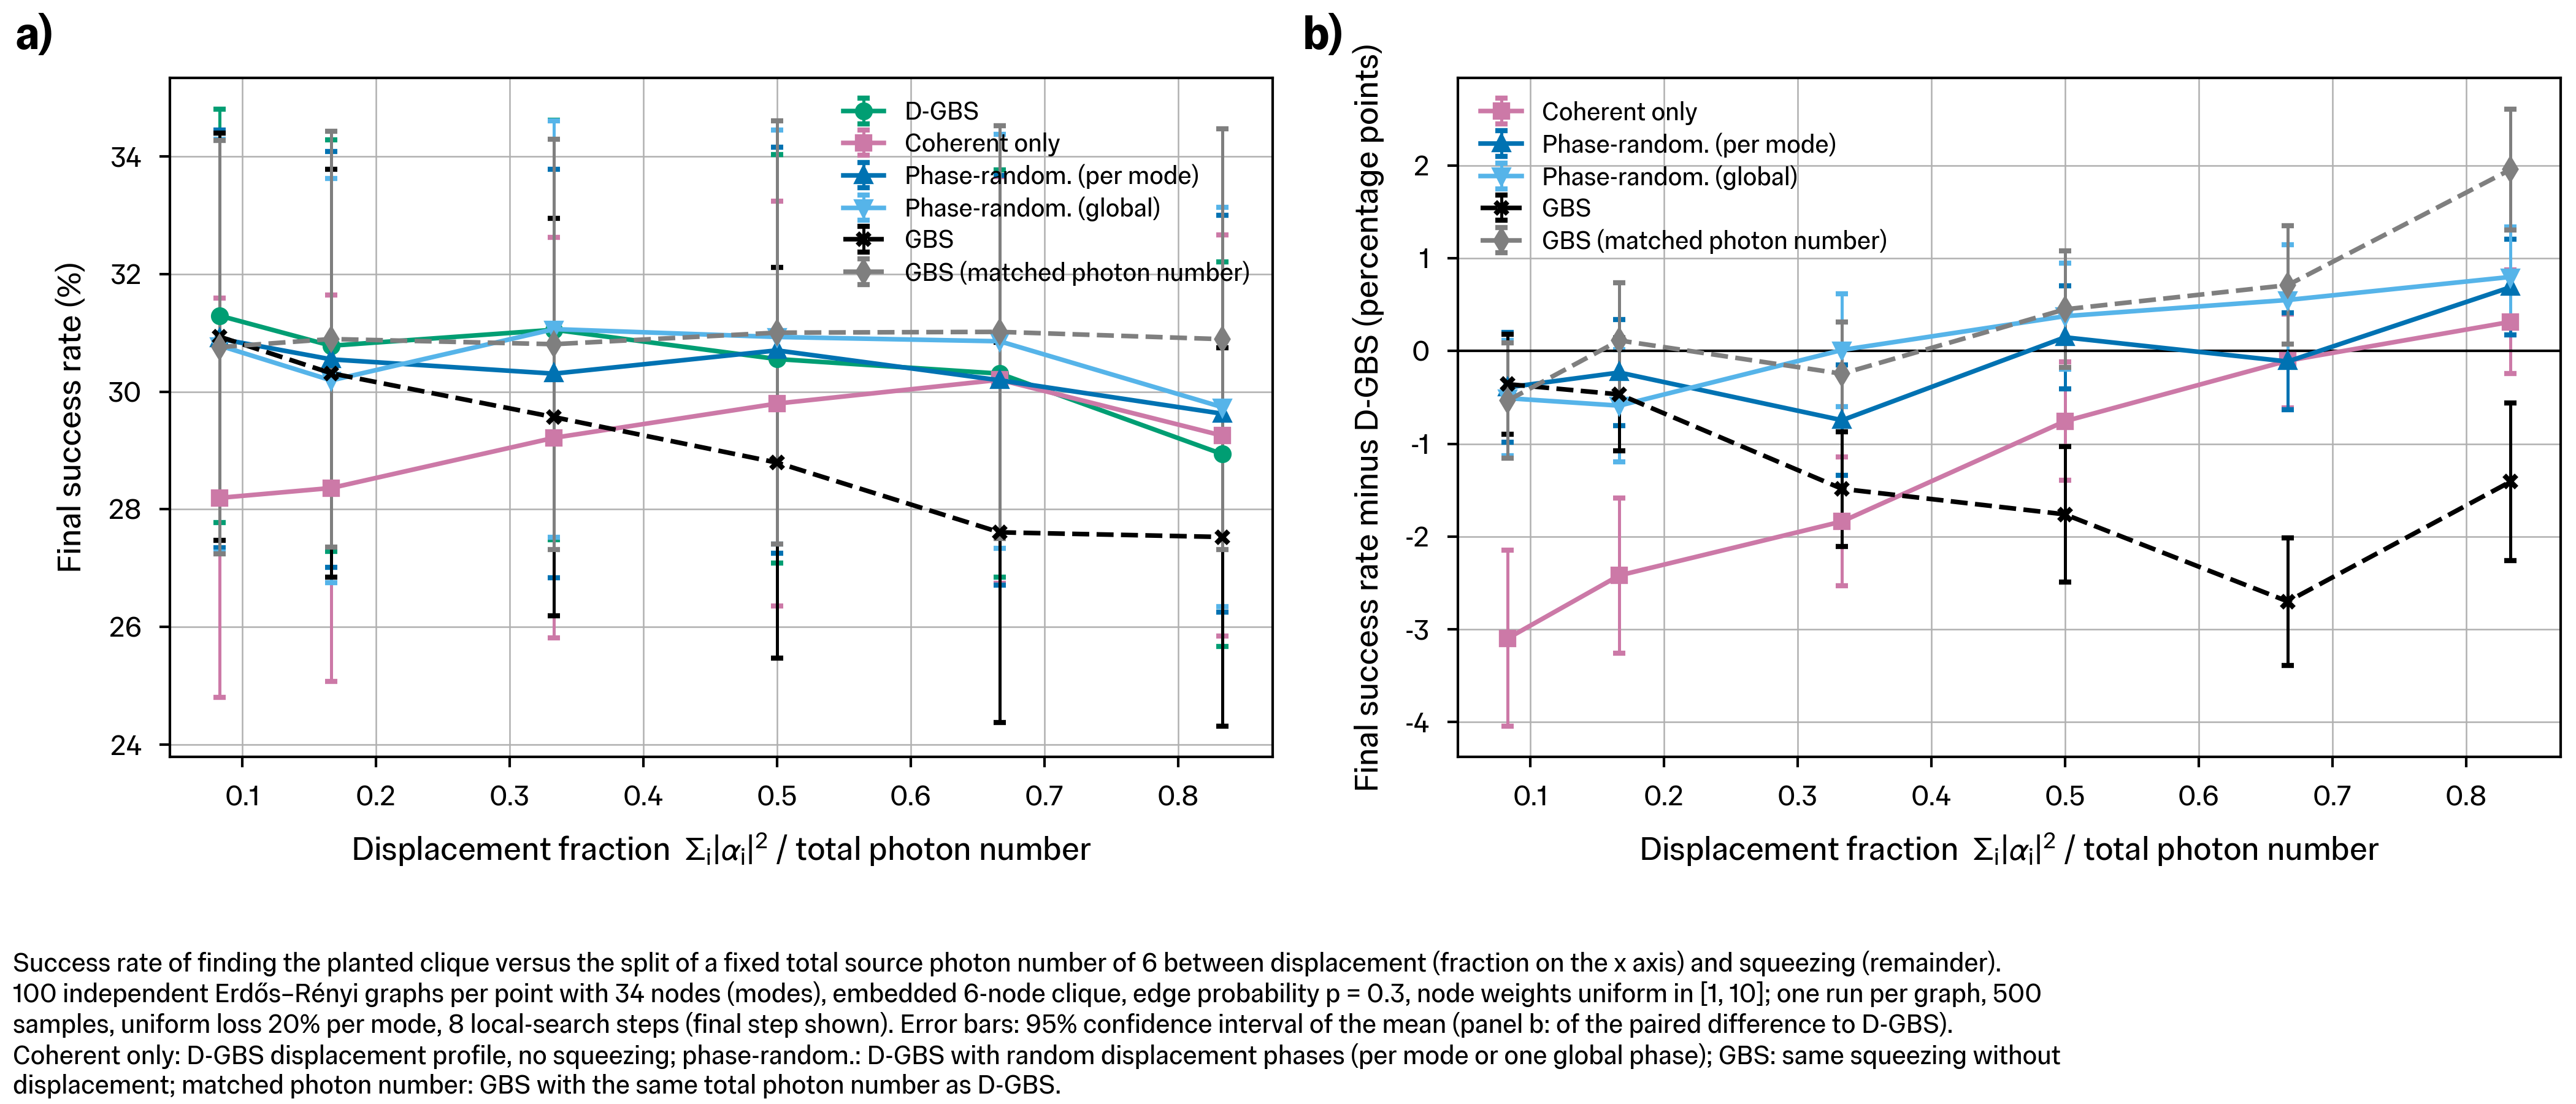 a)
Final success rate (%)
34
32
30
28
26
24
D-GBS
Coherent only
Phase-random. (per mode)
Phase-random. (global)
GBS
GBS (matched photon number)
0.1 0.2 0.3 0.4 0.5 0.6 0.7 0.8
Displacement fraction Σᵢ|αᵢ|² / total photon number
b)
Final success rate minus D-GBS (percentage points)
2
1
0
-1
-2
-3
-4
Coherent only
Phase-random. (per mode)
Phase-random. (global)
GBS
GBS (matched photon number)
0.1 0.2 0.3 0.4 0.5 0.6 0.7 0.8
Displacement fraction Σᵢ|αᵢ|² / total photon number
Success rate of finding the planted clique versus the split of a fixed total source photon number of 6 between displacement (fraction on the x axis) and squeezing (remainder).
100 independent Erdős–Rényi graphs per point with 34 nodes (modes), embedded 6-node clique, edge probability p = 0.3, node weights uniform in [1, 10]; one run per graph, 500
samples, uniform loss 20% per mode, 8 local-search steps (final step shown). Error bars: 95% confidence interval of the mean (panel b: of the paired difference to D-GBS).
Coherent only: D-GBS displacement profile, no squeezing; phase-random.: D-GBS with random displacement phases (per mode or one global phase); GBS: same squeezing without
displacement; matched photon number: GBS with the same total photon number as D-GBS.